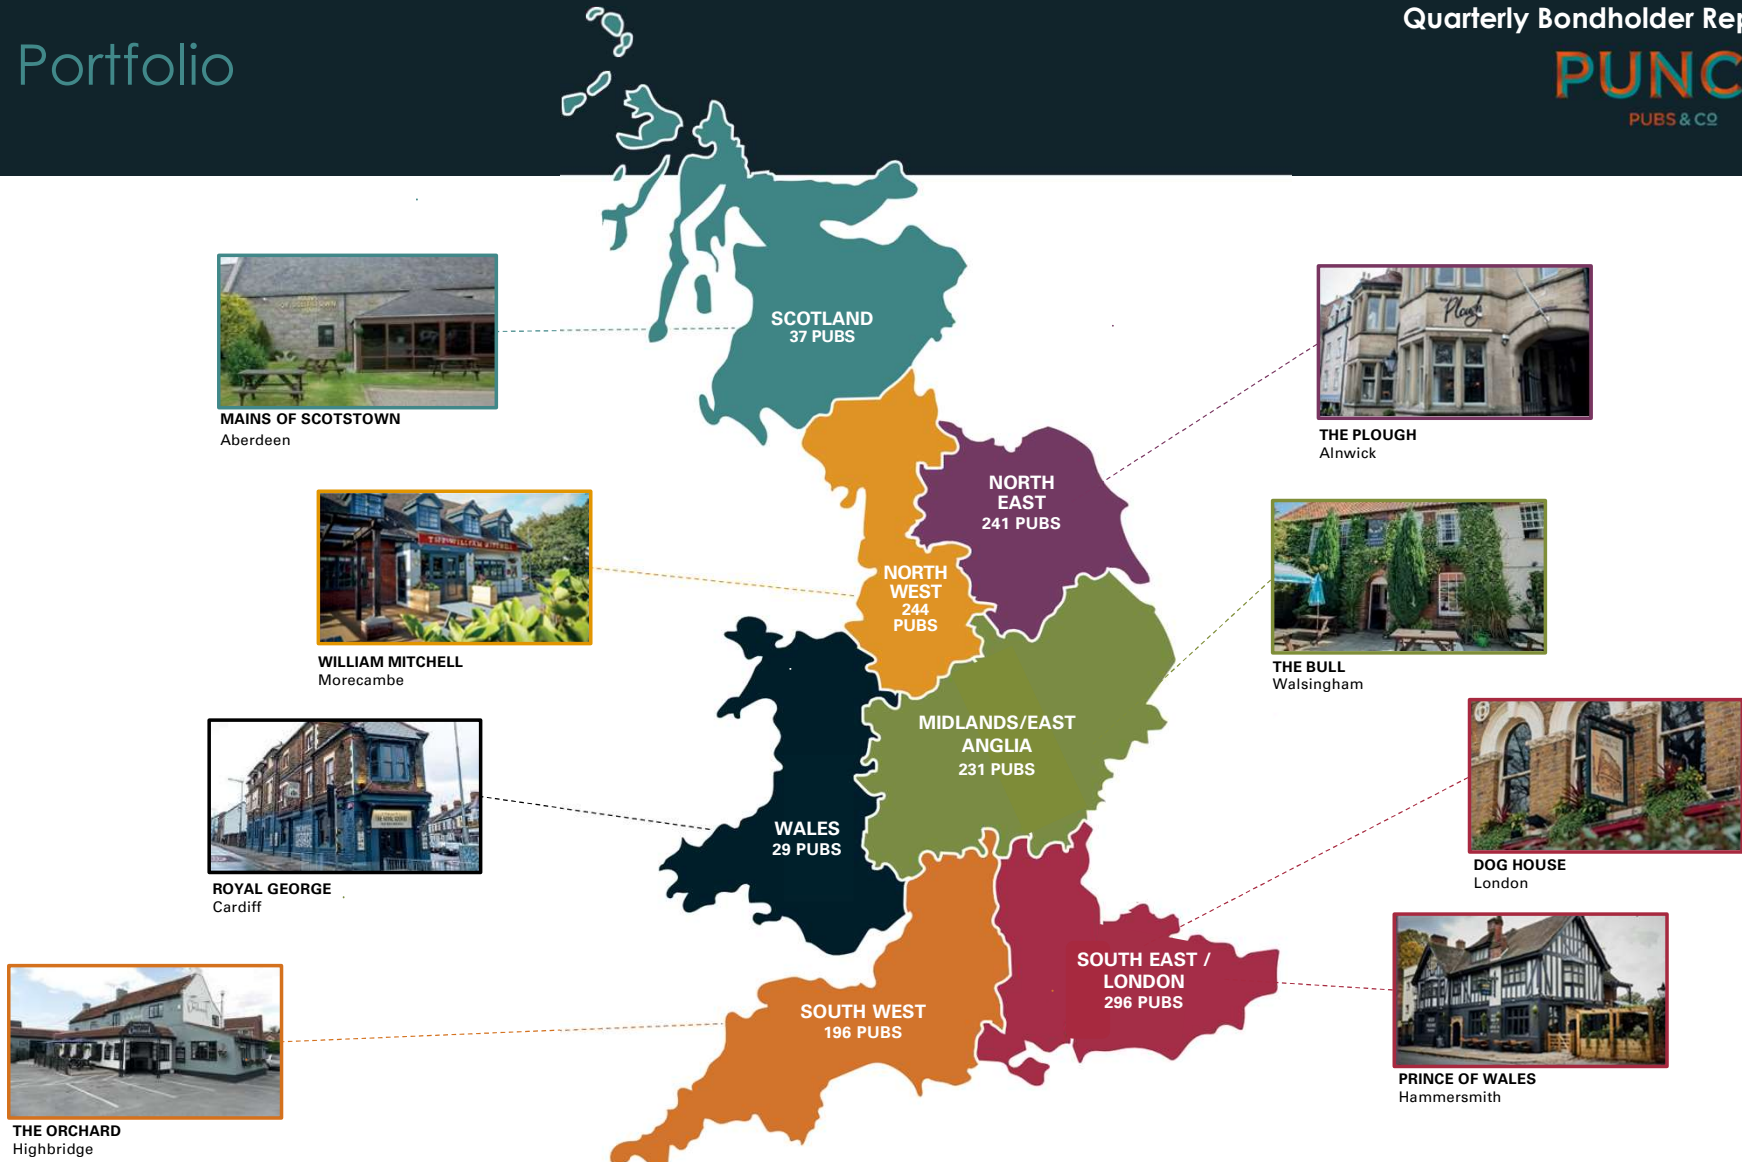 Quarterly Bondholder Rep
Portfolio
PUNC
PUBS & CO
SCOTLAND
37 PUBS
MAINS OF SCOTSTOWN
Aberdeen
Plough
THE PLOUGH
Alnwick
NORTH
EAST
241 PUBS
WILLIAM MITCHELL
Morecambe
NORTH
WEST
244
PUBS
THE BULL
Walsingham
MIDLANDS/EAST
ANGLIA
231 PUBS
WALES
29 PUBS
ROYAL GEORGE
Cardiff
DOG HOUSE
London
SOUTH EAST /
LONDON
296 PUBS
SOUTH WEST
196 PUBS
PRINCE OF WALES
Hammersmith
THE ORCHARD
Highbridge